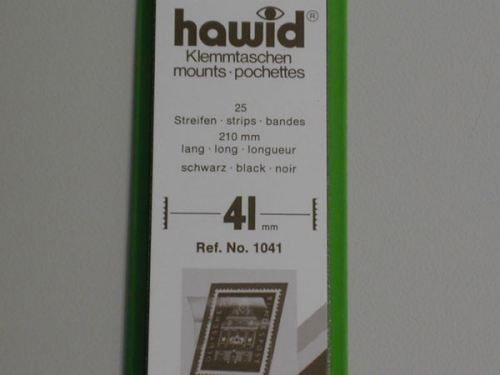 hawid®
Klemmtaschen
mounts · pochettes
25
Streifen · strips · bandes
210 mm
lang · long · longueur
schwarz · black · noir
41 mm
Ref. No. 1041